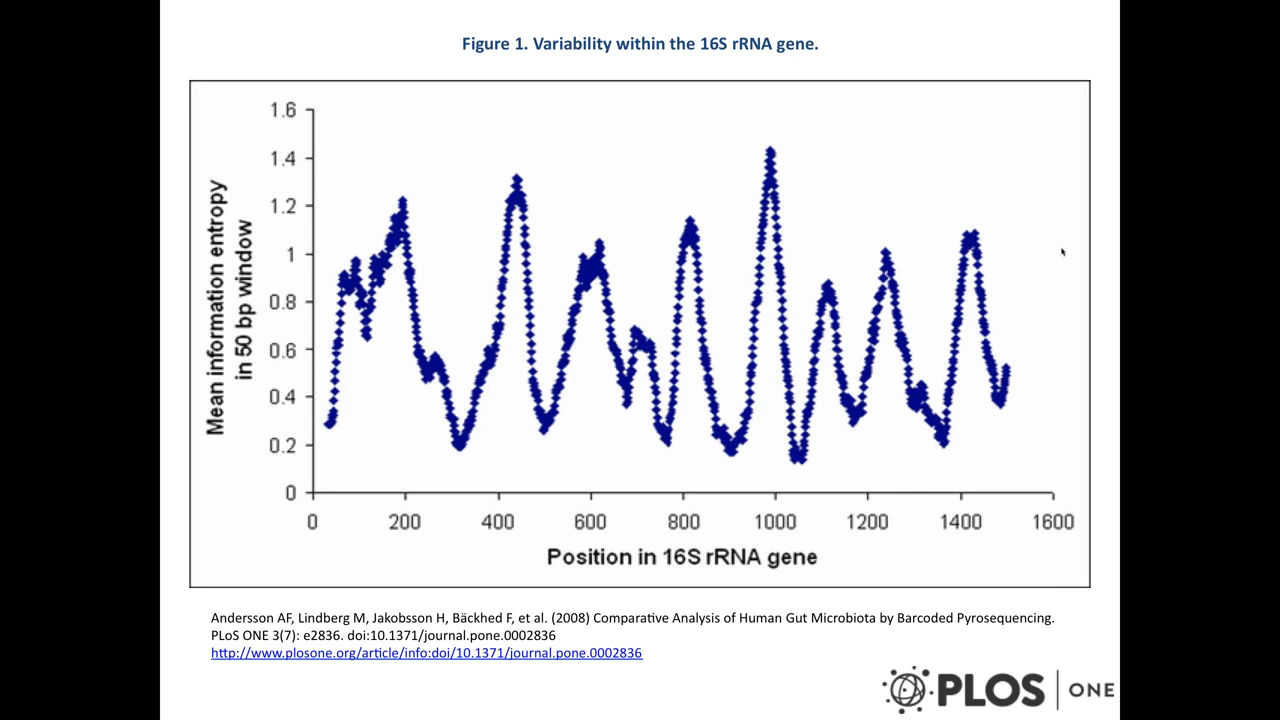 Figure 1. Variability within the 16S rRNA gene.
Mean information entropy
in 50 bp window
1.6
1.4
1.2
1
0.8
0.6
0.4
0.2
0
0 200 400 600 800 1000 1200 1400 1600
Position in 16S rRNA gene
Andersson AF, Lindberg M, Jakobsson H, Bäckhed F, et al. (2008) Comparative Analysis of Human Gut Microbiota by Barcoded Pyrosequencing.
PLoS ONE 3(7): e2836. doi:10.1371/journal.pone.0002836
http://www.plosone.org/article/info:doi/10.1371/journal.pone.0002836
PLOS | ONE